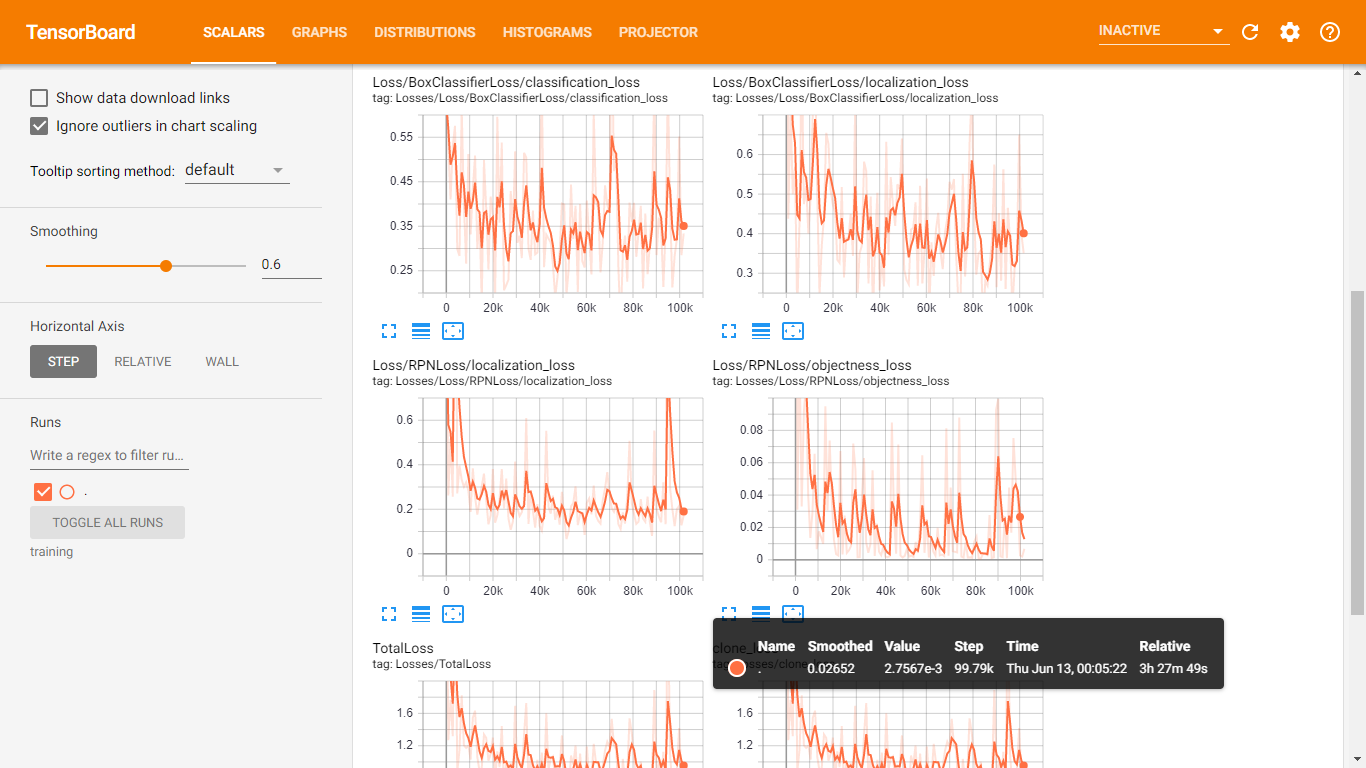 TensorBoard SCALARS GRAPHS DISTRIBUTIONS HISTOGRAMS PROJECTOR INACTIVE
Show data download links
Ignore outliers in chart scaling
Tooltip sorting method: default
Smoothing
0.6
Horizontal Axis
STEP RELATIVE WALL
Runs
Write a regex to filter ru...
.
TOGGLE ALL RUNS
training
Loss/BoxClassifierLoss/classification_loss
tag: Losses/Loss/BoxClassifierLoss/classification_loss
0.55
0.45
0.35
0.25
0 20k 40k 60k 80k 100k
Loss/BoxClassifierLoss/localization_loss
tag: Losses/Loss/BoxClassifierLoss/localization_loss
0.6
0.5
0.4
0.3
0 20k 40k 60k 80k 100k
Loss/RPNLoss/localization_loss
tag: Losses/Loss/RPNLoss/localization_loss
0.6
0.4
0.2
0
0 20k 40k 60k 80k 100k
Loss/RPNLoss/objectness_loss
tag: Losses/Loss/RPNLoss/objectness_loss
0.08
0.06
0.04
0.02
0
0 20k 40k 60k 80k 100k
Name Smoothed Value Step Time Relative
. 0.02652 2.7567e-3 99.79k Thu Jun 13, 00:05:22 3h 27m 49s
TotalLoss
tag: Losses/TotalLoss
1.6
1.2
1.6
1.2